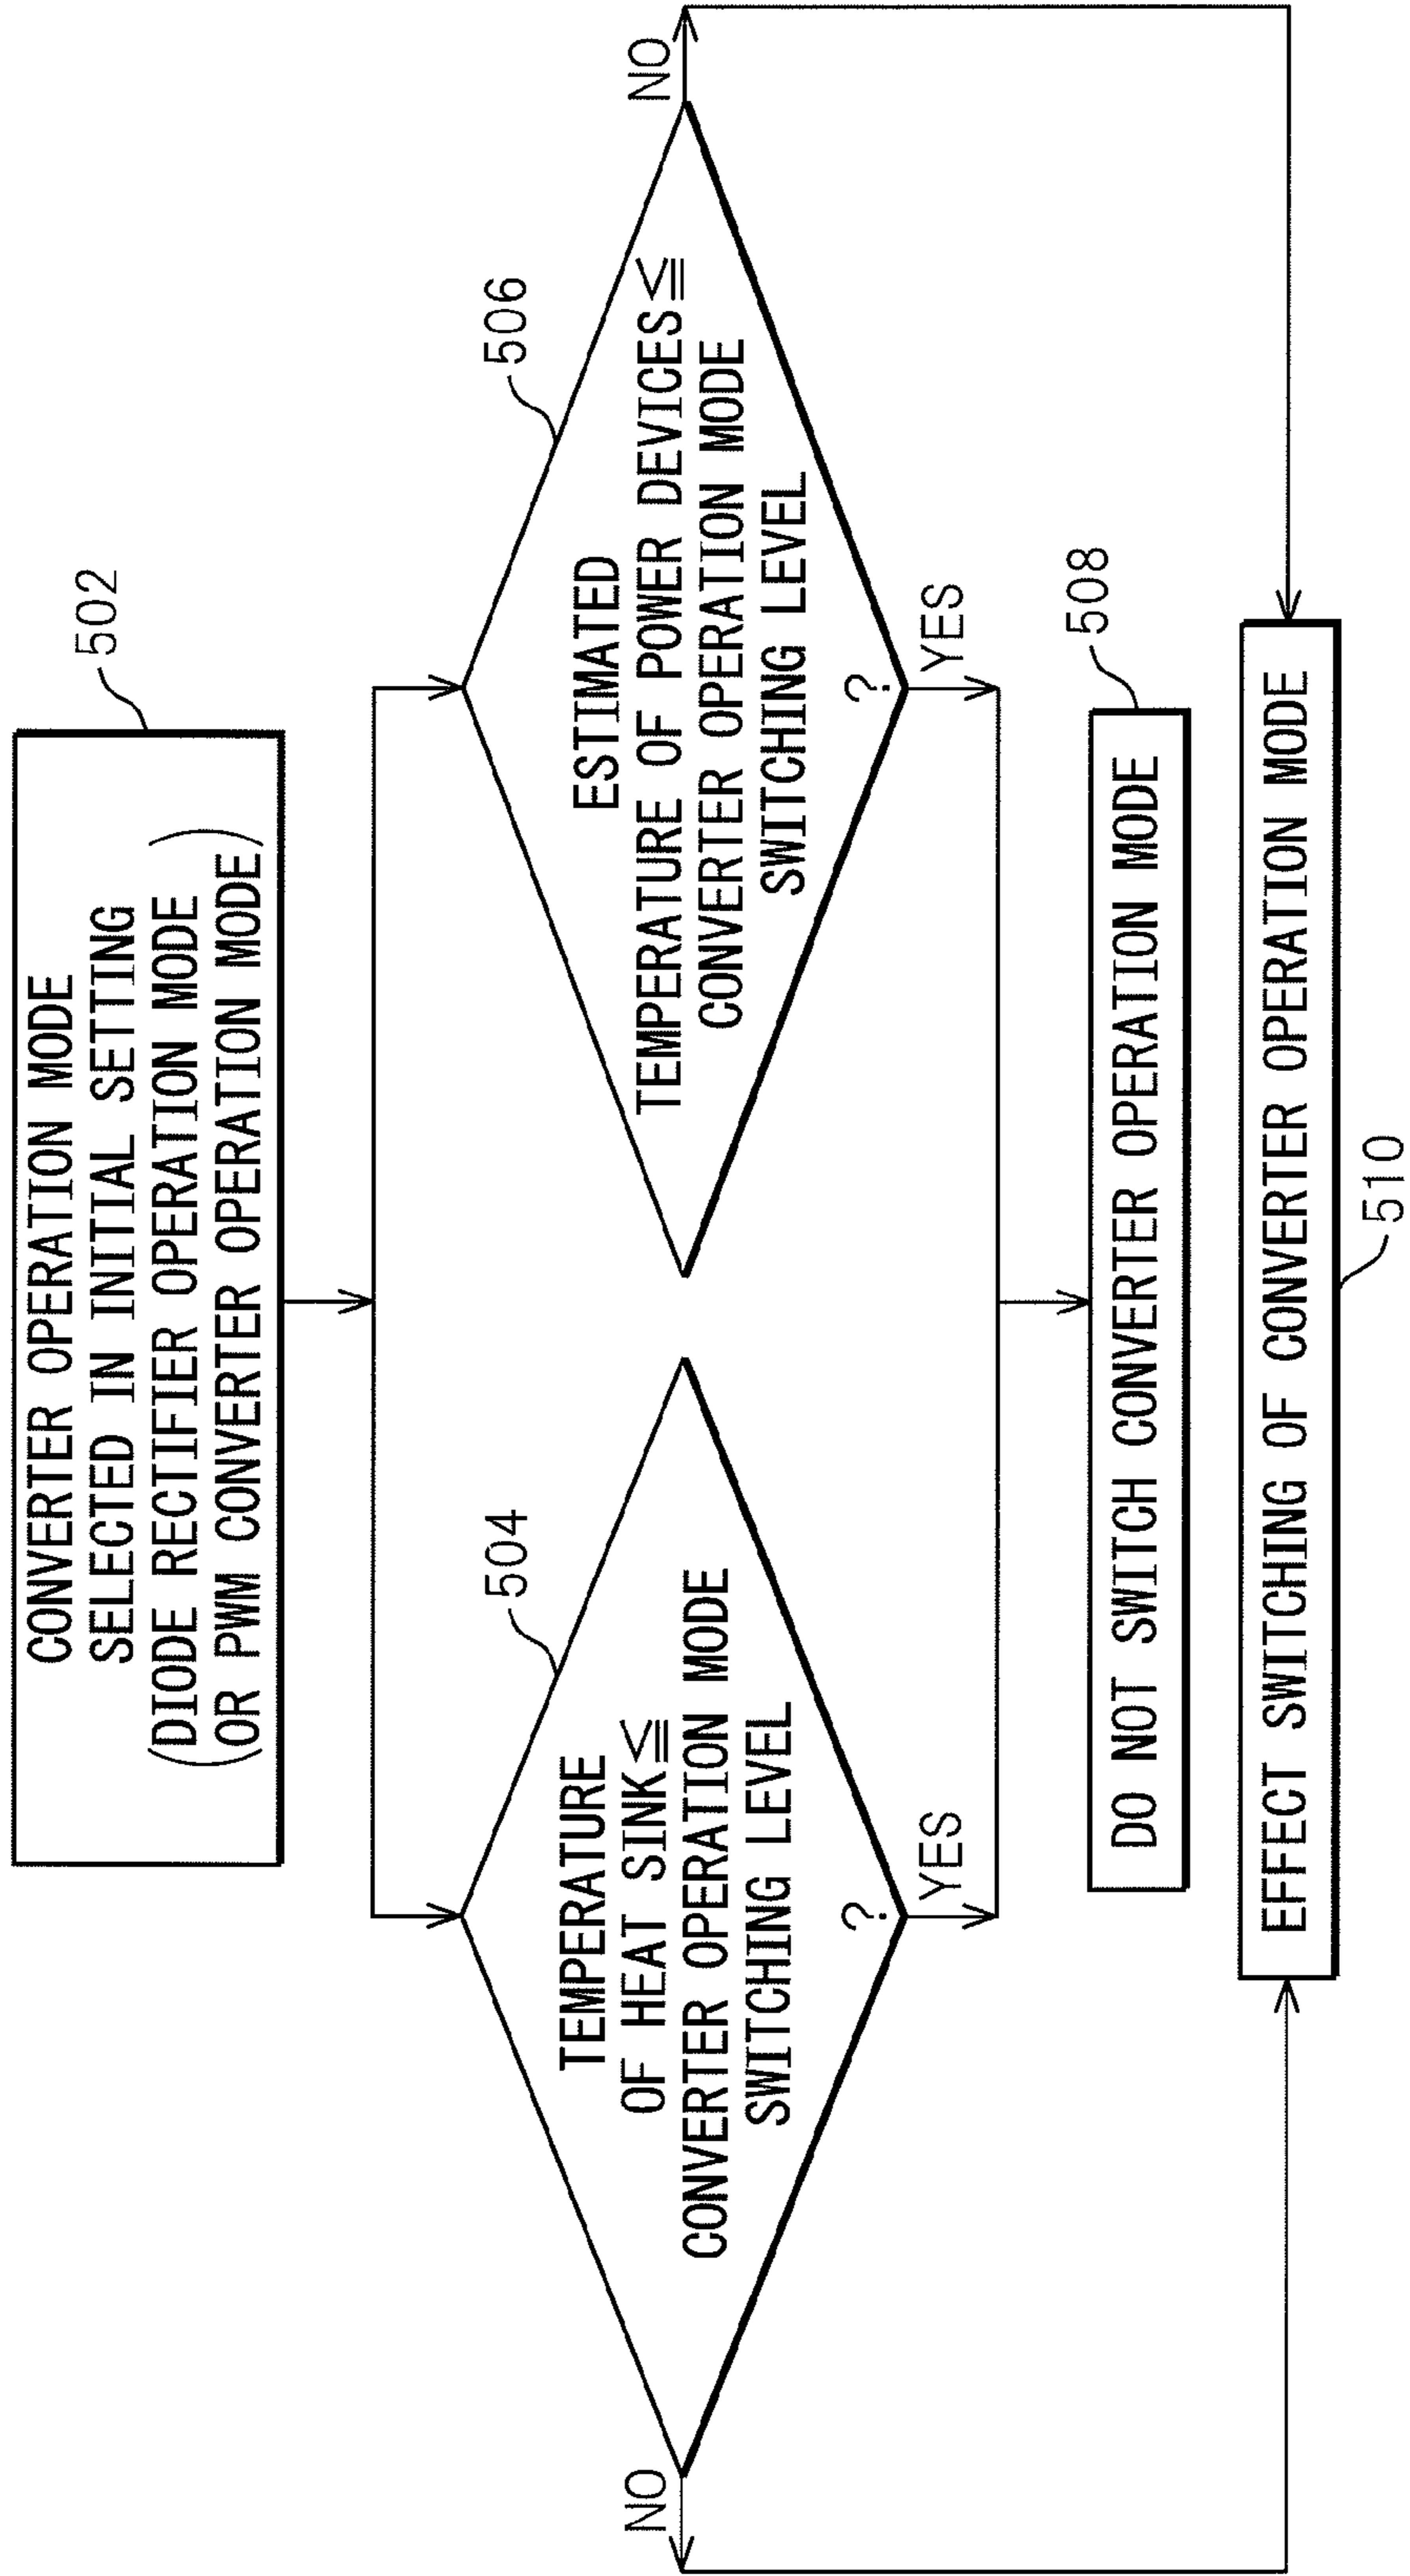 CONVERTER OPERATION MODE
SELECTED IN INITIAL SETTING
(DIODE RECTIFIER OPERATION MODE
OR PWM CONVERTER OPERATION MODE)
502
TEMPERATURE
OF HEAT SINK≦
CONVERTER OPERATION MODE
SWITCHING LEVEL
?
504
NO
YES
ESTIMATED
TEMPERATURE OF POWER DEVICES≦
CONVERTER OPERATION MODE
SWITCHING LEVEL
?
506
NO
YES
DO NOT SWITCH CONVERTER OPERATION MODE
508
EFFECT SWITCHING OF CONVERTER OPERATION MODE
510